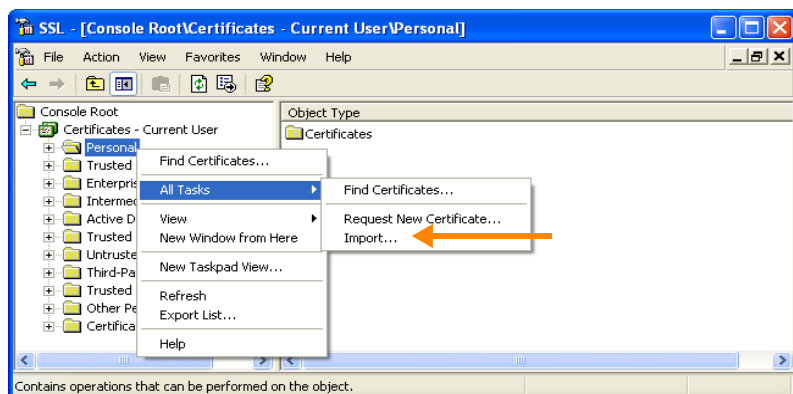 SSL - [Console Root\Certificates - Current User\Personal]
File Action View Favorites Window Help
Console Root
Certificates - Current User
Personal
Trusted
Enterpris
Intermed
Active D
Trusted
Untruste
Third-Pa
Trusted
Other Pe
Certifica
Find Certificates...
All Tasks
View
New Window from Here
New Taskpad View...
Refresh
Export List...
Help
Find Certificates...
Request New Certificate...
Import...
Object Type
Certificates
Contains operations that can be performed on the object.